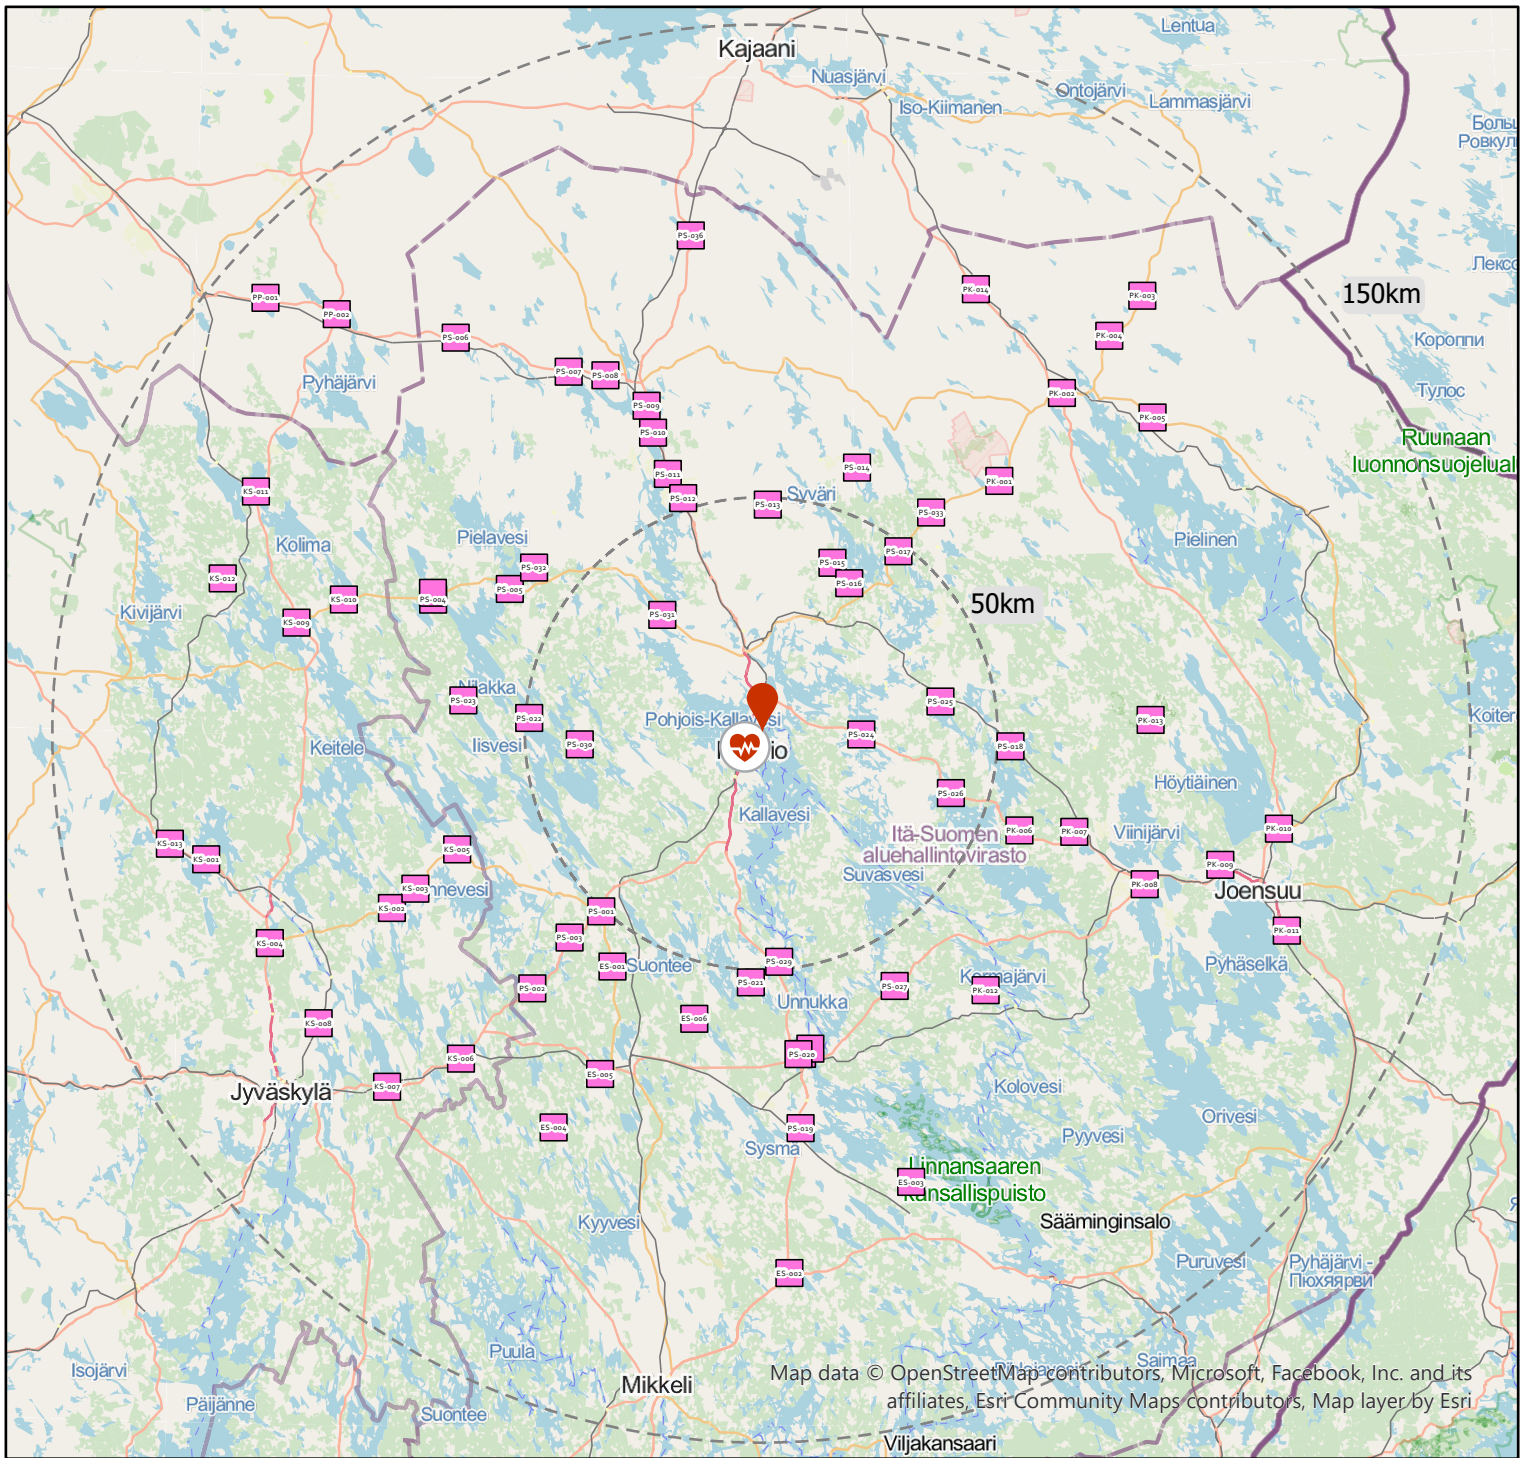 Lentua
Kajaani
Nuasjärvi
Ontojärvi
Lammasjärvi
Iso-Kiimanen
Ровкул
PS-036
Лексо
PK-014
PK-003
150km
PP-001
PP-002
PK-004
PS-006
Короппи
PS-007
PS-008
Pyhäjärvi
Тулос
PK-002
PS-009
PK-005
PS-010
Ruunaan
luonnonsuojelual
PS-014
PS-011
PK-001
KS-011
Syväri
PS-012
PS-013
PS-033
Pielavesi
Pielinen
Kolima
PS-017
PS-015
PS-032
KS-012
PS-016
PS-005
KS-010
PS-004
50km
Kivijärvi
PS-031
KS-009
Niakka
PS-023
PS-025
Koiter
PS-022
Pohjois-Kallavesi
PK-013
PS-024
Keitele
Iisvesi
PS-030
PS-018
io
Höytiäinen
PS-026
Kallavesi
PK-010
Itä-Suomen
aluehallintovirasto
PK-006
PK-007
Viinijärvi
KS-013
KS-005
KS-001
PK-009
Suvasvesi
PK-008
KS-003
nnevesi
Joensuu
KS-002
PS-001
PK-011
PS-003
KS-004
PS-029
Pyhäselkä
ES-001
Suontee
Kermajärvi
PS-021
PS-027
PS-002
PK-012
Unnukka
ES-006
KS-008
PS-020
KS-006
ES-005
Kolovesi
KS-007
Jyväskylä
Orivesi
ES-004
PS-019
Pyyvesi
Sysmä
Linnansaaren
kansallispuisto
ES-003
Kyyvesi
Sääminginsalo
Puruvesi
Pyhäjärvi -
Пюхяярви
ES-002
Puula
Isojärvi
Saimaa
Map data © OpenStreetMap contributors, Microsoft, Facebook, Inc. and its
affiliates, Esri Community Maps contributors, Map layer by Esri
Mikkeli
Päijänne
Suontee
Viljakansaari